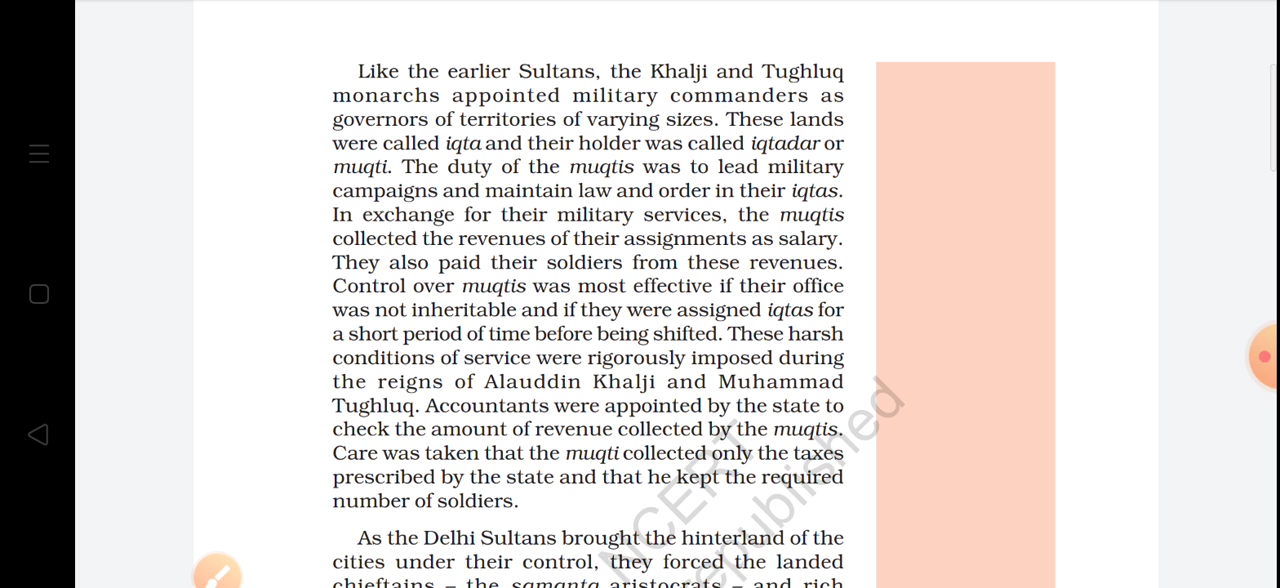 Like the earlier Sultans, the Khalji and Tughluq
monarchs appointed military commanders as
governors of territories of varying sizes. These lands
were called iqta and their holder was called iqtadar or
muqti. The duty of the muqtis was to lead military
campaigns and maintain law and order in their iqtas.
In exchange for their military services, the muqtis
collected the revenues of their assignments as salary.
They also paid their soldiers from these revenues.
Control over muqtis was most effective if their office
was not inheritable and if they were assigned iqtas for
a short period of time before being shifted. These harsh
conditions of service were rigorously imposed during
the reigns of Alauddin Khalji and Muhammad
Tughluq. Accountants were appointed by the state to
check the amount of revenue collected by the muqtis.
Care was taken that the muqti collected only the taxes
prescribed by the state and that he kept the required
number of soldiers.
As the Delhi Sultans brought the hinterland of the
cities under their control, they forced the landed
chieftains – the samanta aristocrats – and rich
NCERT
republished